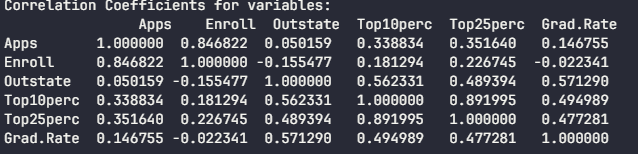 Correlation Coefficients for variables:
Apps Enroll Outstate Top10perc Top25perc Grad.Rate
Apps 1.000000 0.846822 0.050159 0.338834 0.351640 0.146755
Enroll 0.846822 1.000000 -0.155477 0.181294 0.226745 -0.022341
Outstate 0.050159 -0.155477 1.000000 0.562331 0.489394 0.571290
Top10perc 0.338834 0.181294 0.562331 1.000000 0.891995 0.494989
Top25perc 0.351640 0.226745 0.489394 0.891995 1.000000 0.477281
Grad.Rate 0.146755 -0.022341 0.571290 0.494989 0.477281 1.000000